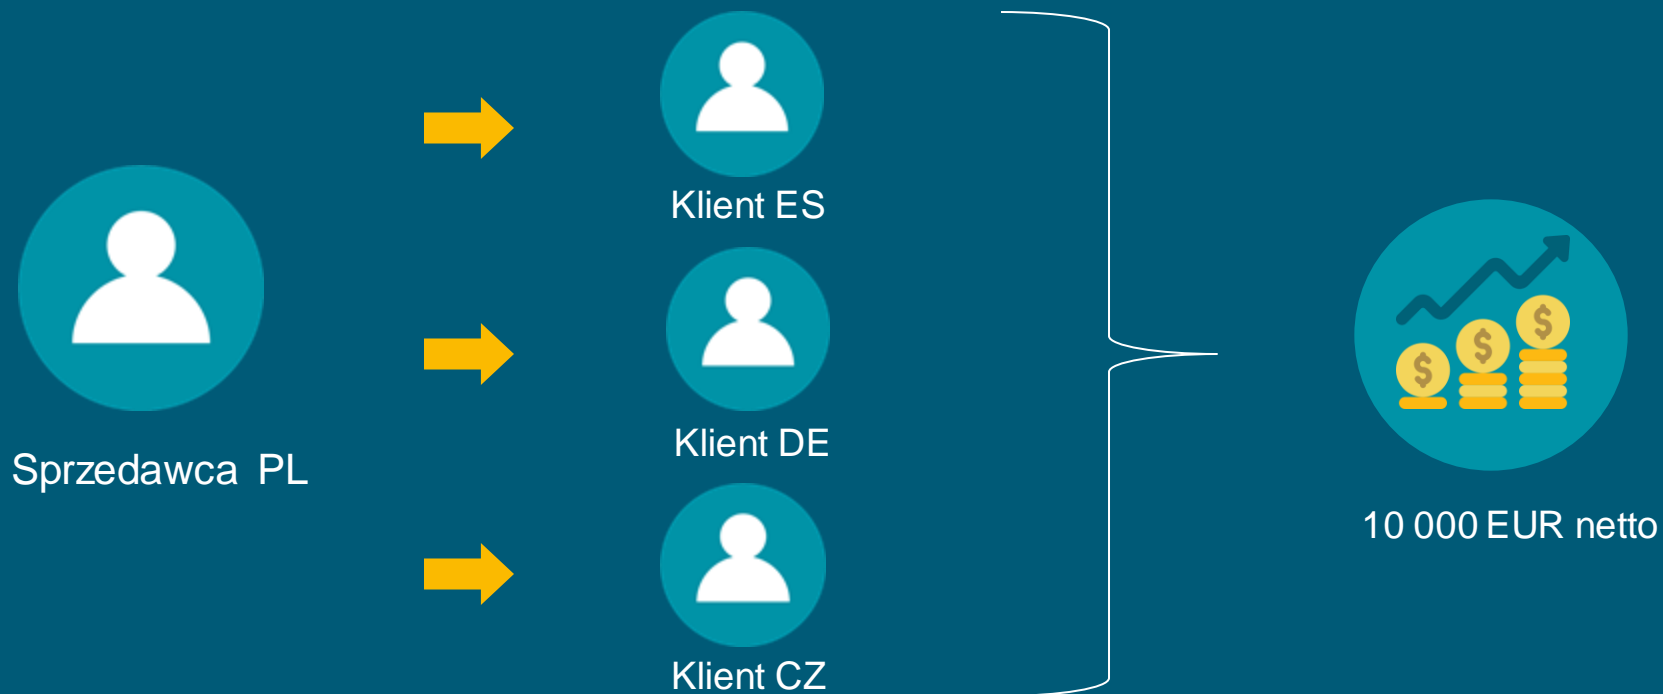 Sprzedawca PL
Klient ES
Klient DE
Klient CZ
10 000 EUR netto